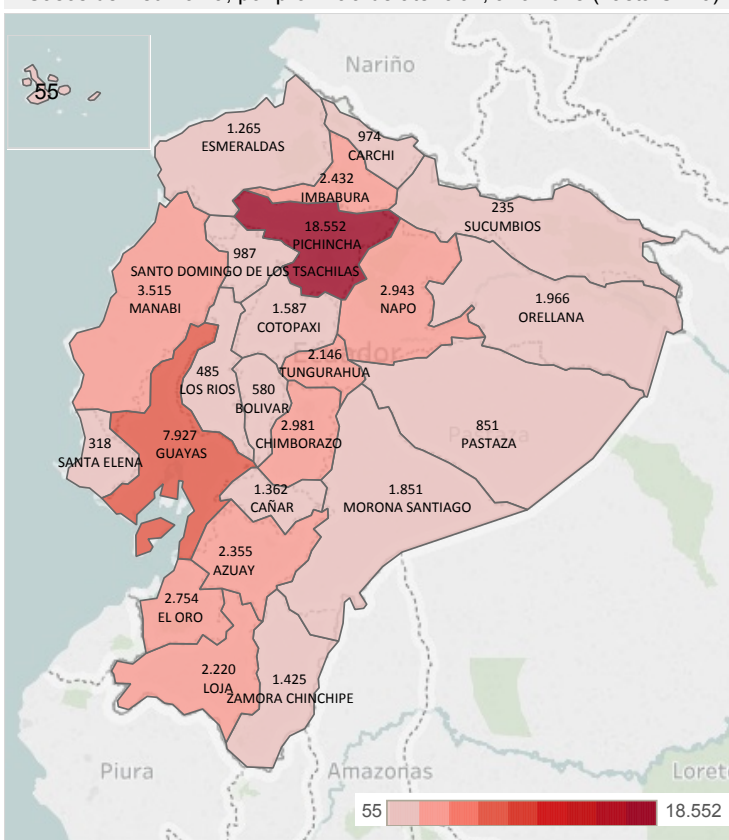 Nariño
55
1.265
ESMERALDAS
974
CARCHI
2.432
IMBABURA
235
SUCUMBIOS
18.552
PICHINCHA
987
SANTO DOMINGO DE LOS TSACHILAS
3.515
MANABI
2.943
NAPO
1.966
ORELLANA
1.587
COTOPAXI
Ecuador
2.146
TUNGURAHUA
485
LOS RIOS
580
BOLIVAR
2.981
CHIMBORAZO
851
PASTAZA
Pastaza
318
SANTA ELENA
7.927
GUAYAS
1.362
CAÑAR
1.851
MORONA SANTIAGO
2.355
AZUAY
2.754
EL ORO
2.220
LOJA
1.425
ZAMORA CHINCHIPE
Piura
Amazonas
Loreto
55
18.552